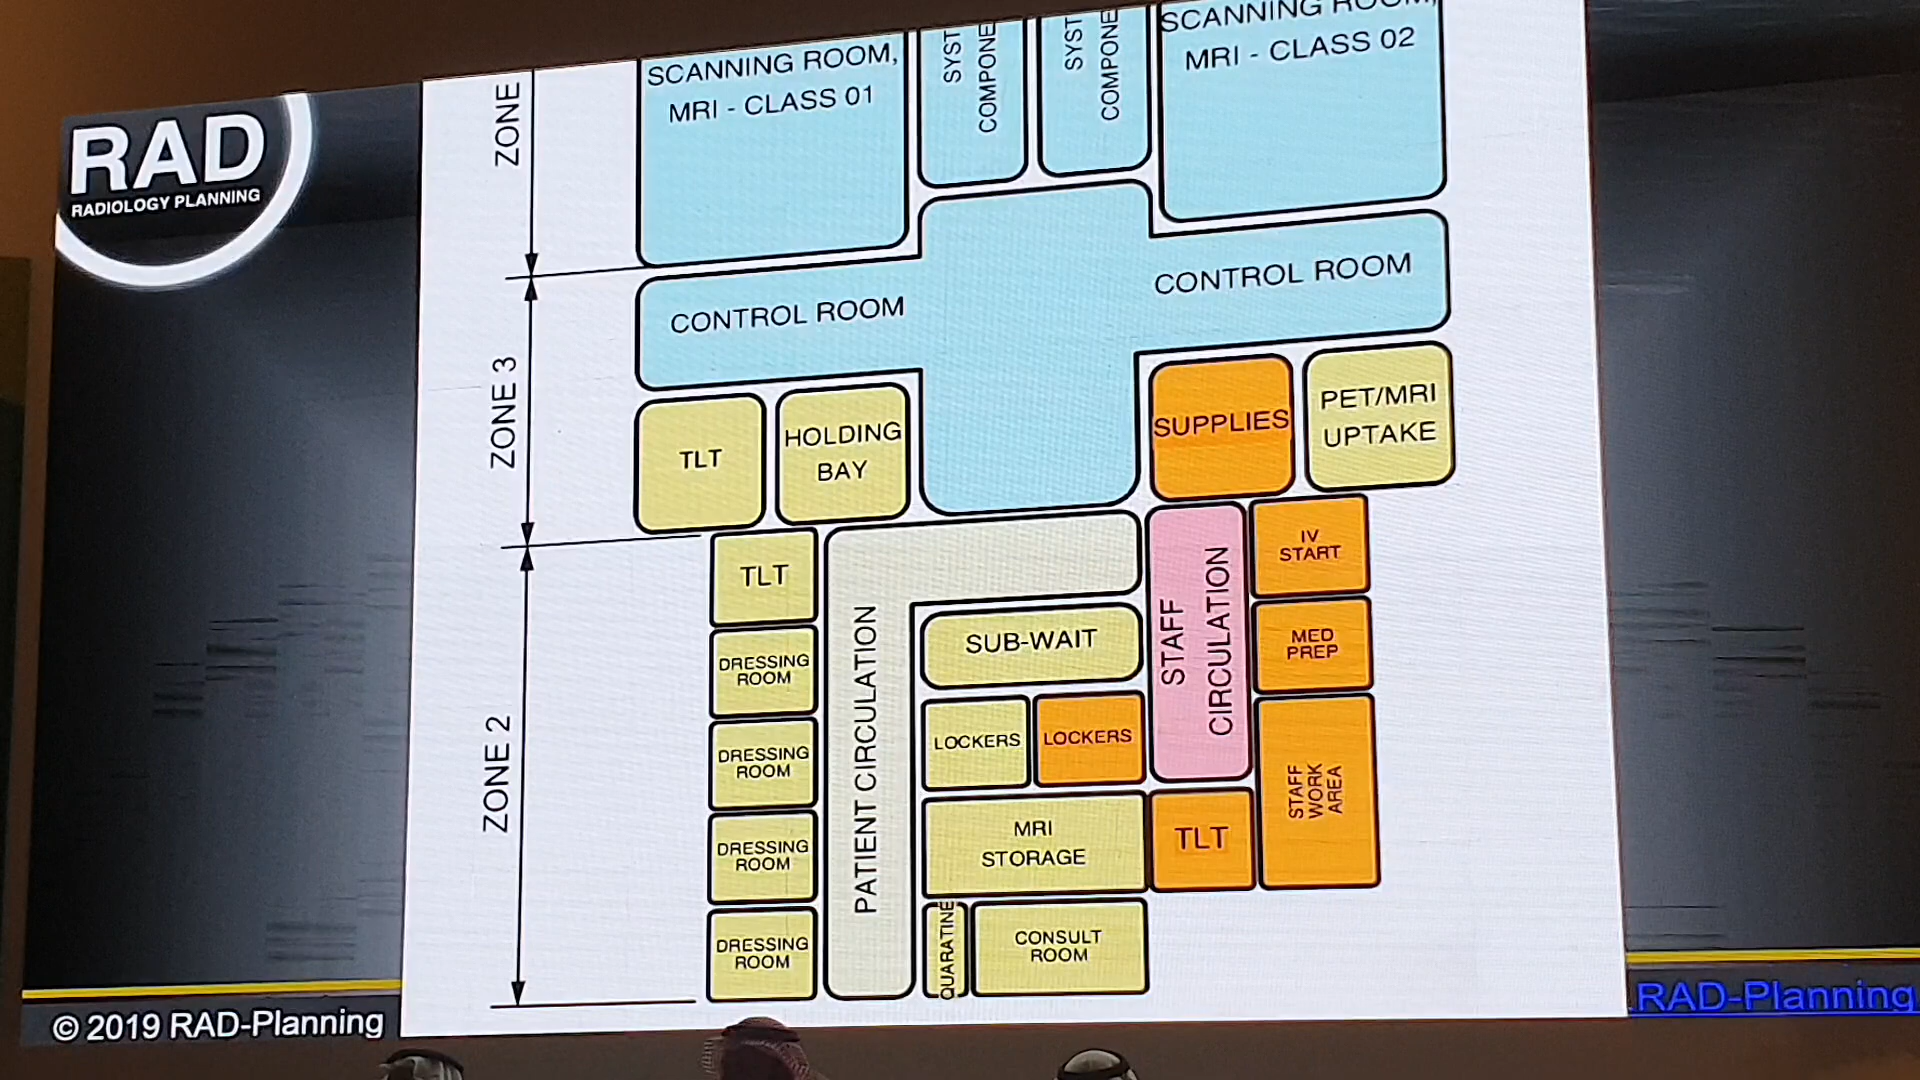 RAD
RADIOLOGY PLANNING
ZONE
SCANNING ROOM,
MRI - CLASS 01
SYST
COMPONE
SYST
COMPONE
SCANNING ROOM,
MRI - CLASS 02
CONTROL ROOM
CONTROL ROOM
ZONE 3
TLT
HOLDING
BAY
SUPPLIES
PET/MRI
UPTAKE
ZONE 2
TLT
DRESSING
ROOM
DRESSING
ROOM
DRESSING
ROOM
DRESSING
ROOM
PATIENT CIRCULATION
SUB-WAIT
LOCKERS
LOCKERS
MRI
STORAGE
QUARATINE
CONSULT
ROOM
STAFF
CIRCULATION
IV
START
MED
PREP
STAFF
WORK
AREA
TLT
© 2019 RAD-Planning
RAD-Planning